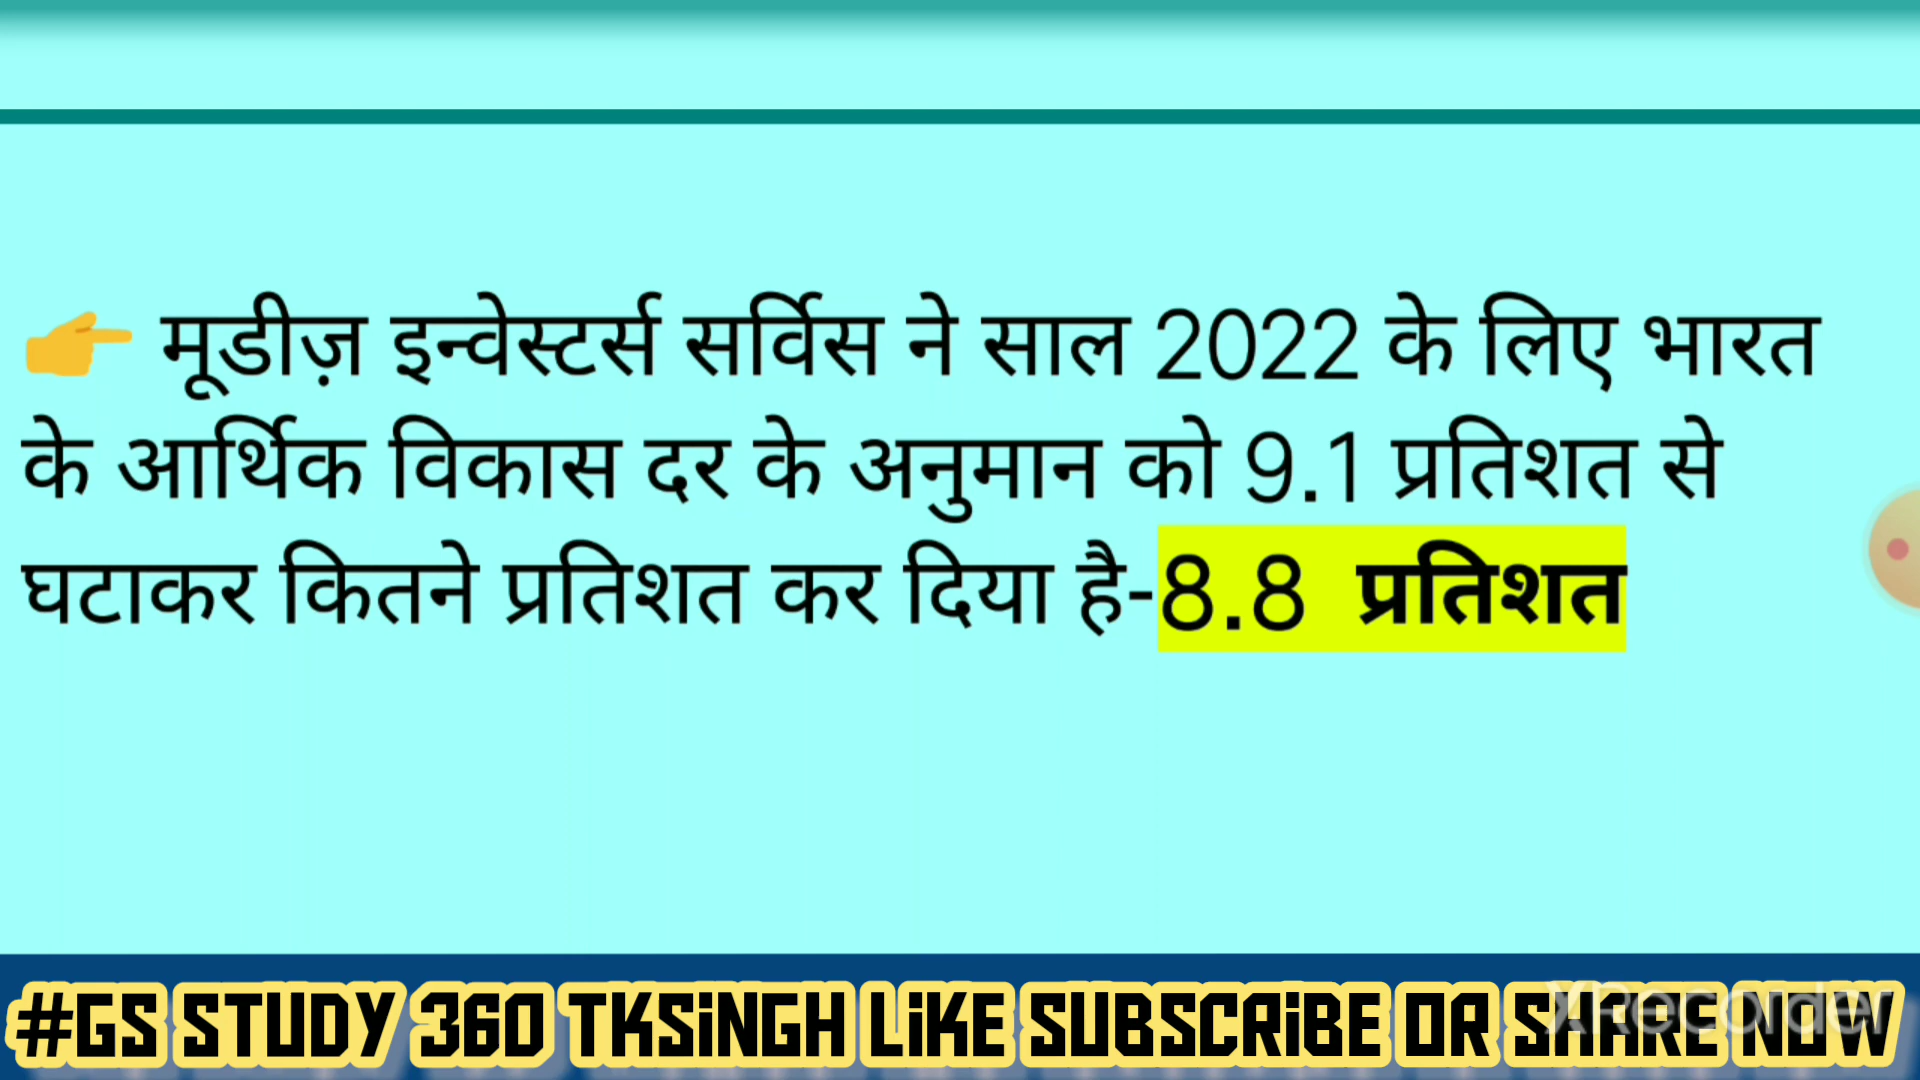 👉 मूडीज़ इन्वेस्टर्स सर्विस ने साल 2022 के लिए भारत
के आर्थिक विकास दर के अनुमान को 9.1 प्रतिशत से
घटाकर कितने प्रतिशत कर दिया है-8.8 प्रतिशत
#GS STUDY 360 TKSiNGH LiKE SUBSCRiBE OR SHARE NOW
XRecorder